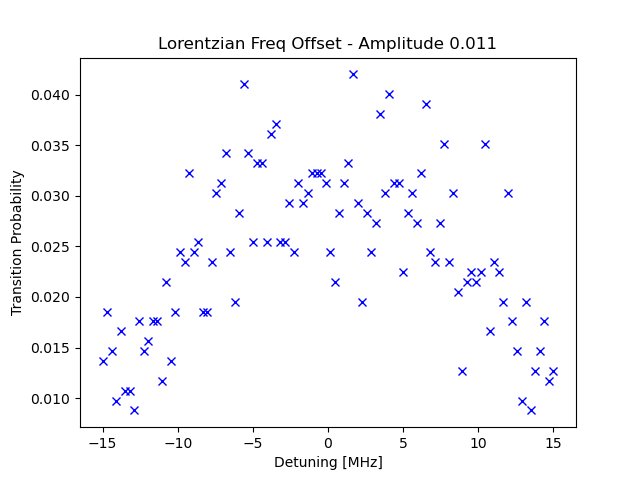 Lorentzian Freq Offset - Amplitude 0.011
Transition Probability
0.040
0.035
0.030
0.025
0.020
0.015
0.010
−15 −10 −5 0 5 10 15
Detuning [MHz]